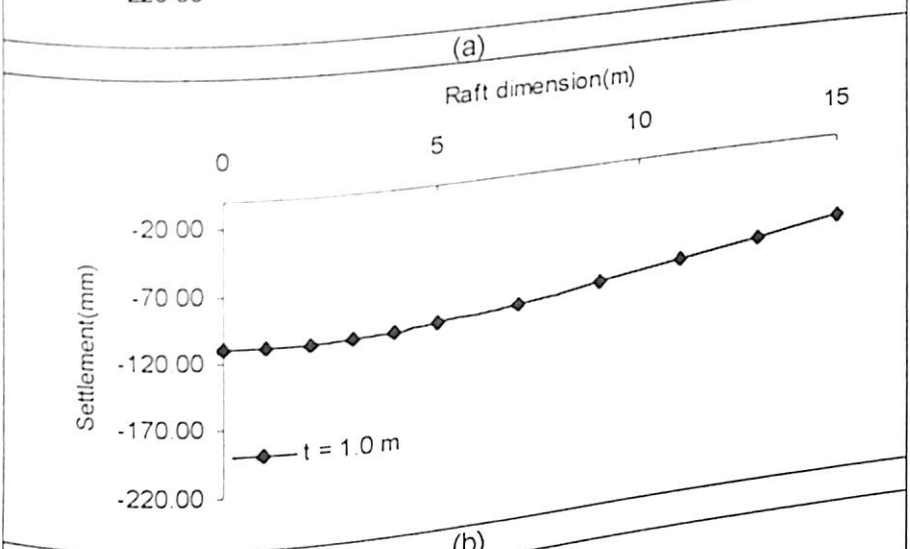 (a)
Raft dimension(m)
0 5 10 15
-20.00
-70.00
-120.00
-170.00
-220.00
Settlement(mm)
t = 1.0 m
(b)